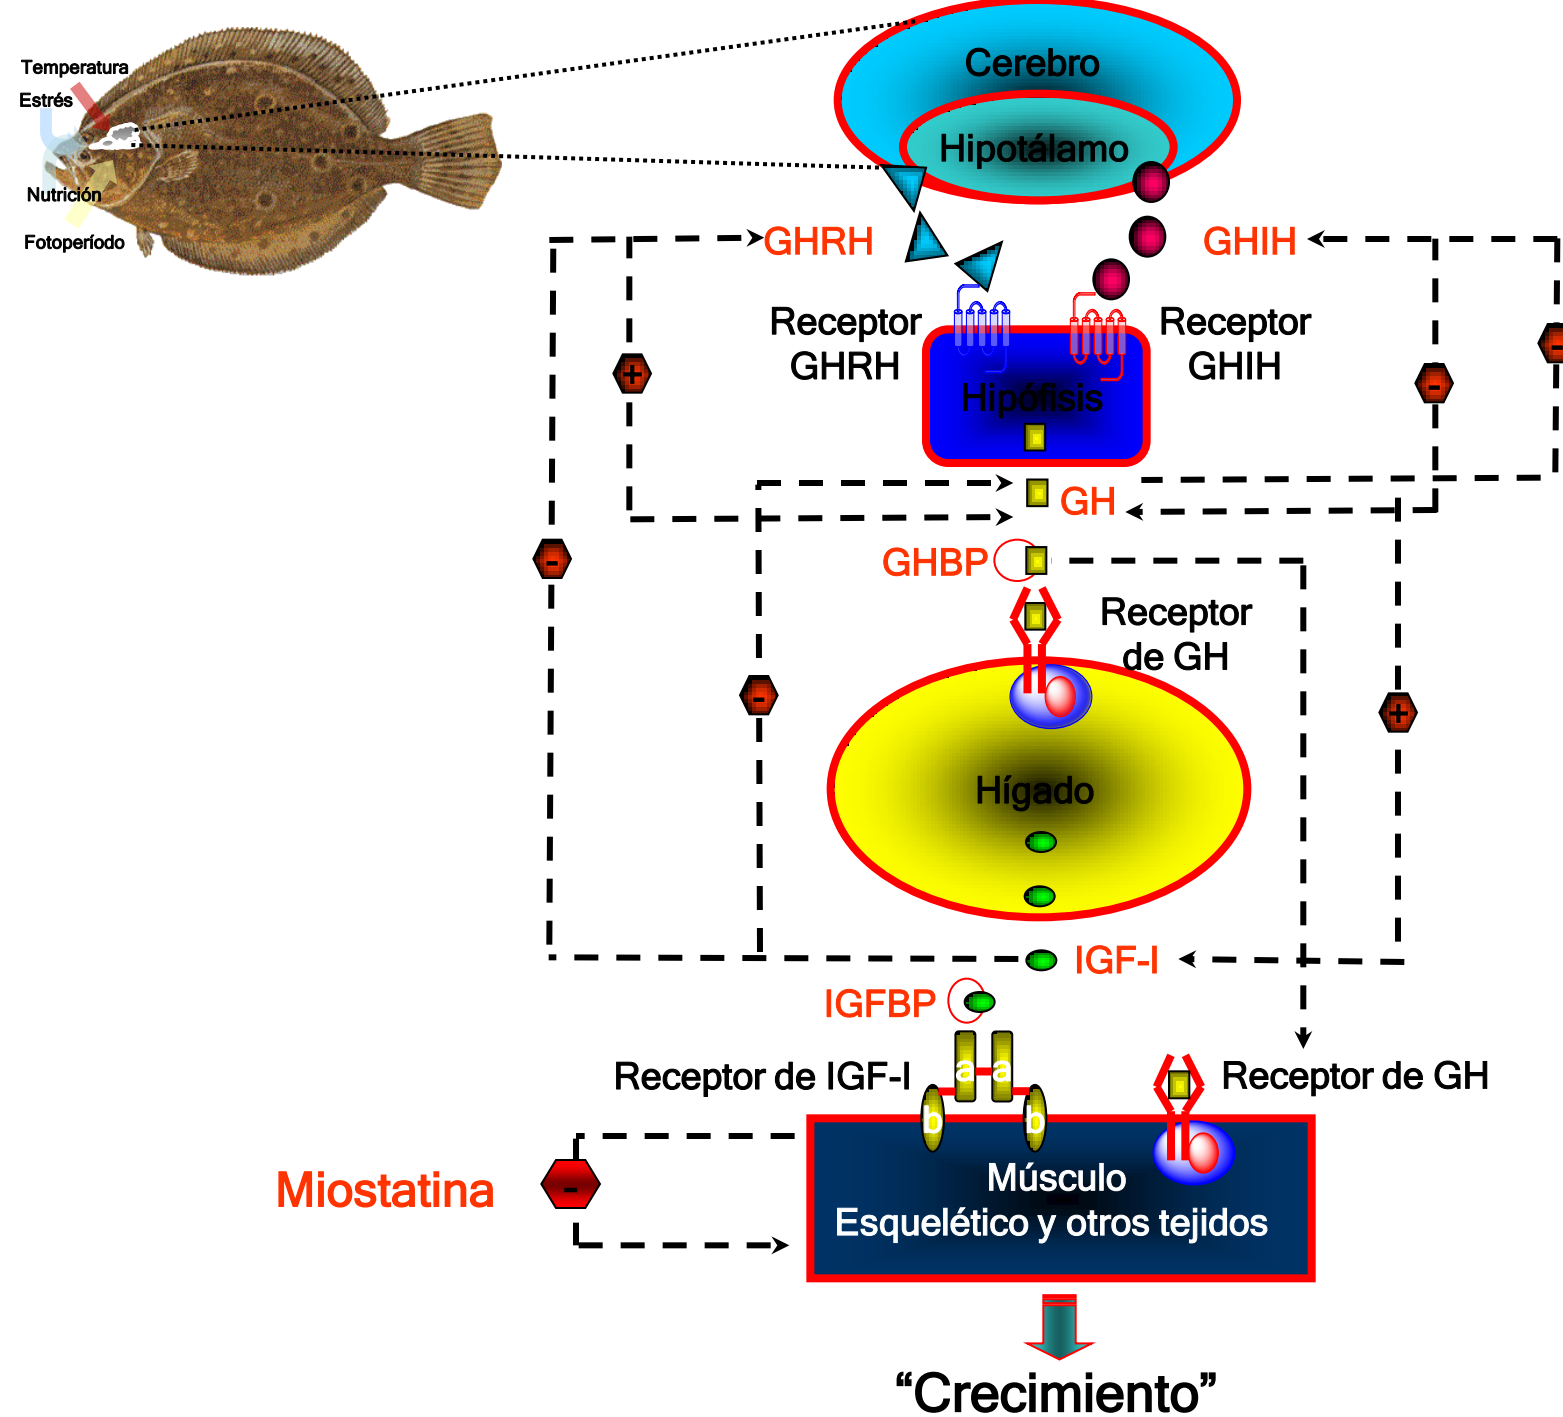 Temperatura
Estrés
Nutrición
Fotoperíodo
Cerebro
Hipotálamo
GHRH
GHIH
Receptor
GHRH
Receptor
GHIH
+
-
-
Hipófisis
GH
-
GHBP
Receptor
de GH
-
+
Hígado
IGF-I
IGFBP
Receptor de IGF-I
a a
b b
Receptor de GH
Miostatina
-
Músculo
Esquelético y otros tejidos
“Crecimiento”